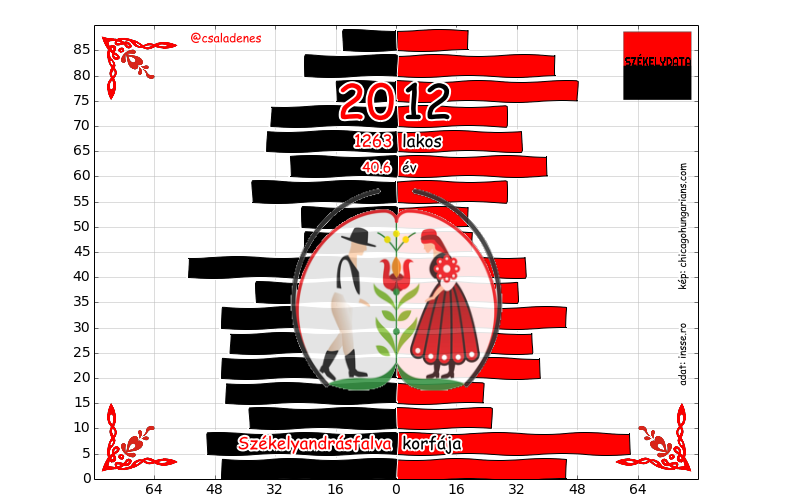 @csaladenes
SZÉKELYDATA
2012
1263 lakos
40.6 év
kép: chicagohungarians.com
adat: insse.ro
Székelyandrásfalva korfája
85
80
75
70
65
60
55
50
45
40
35
30
25
20
15
10
5
0
64 48 32 16 0 16 32 48 64